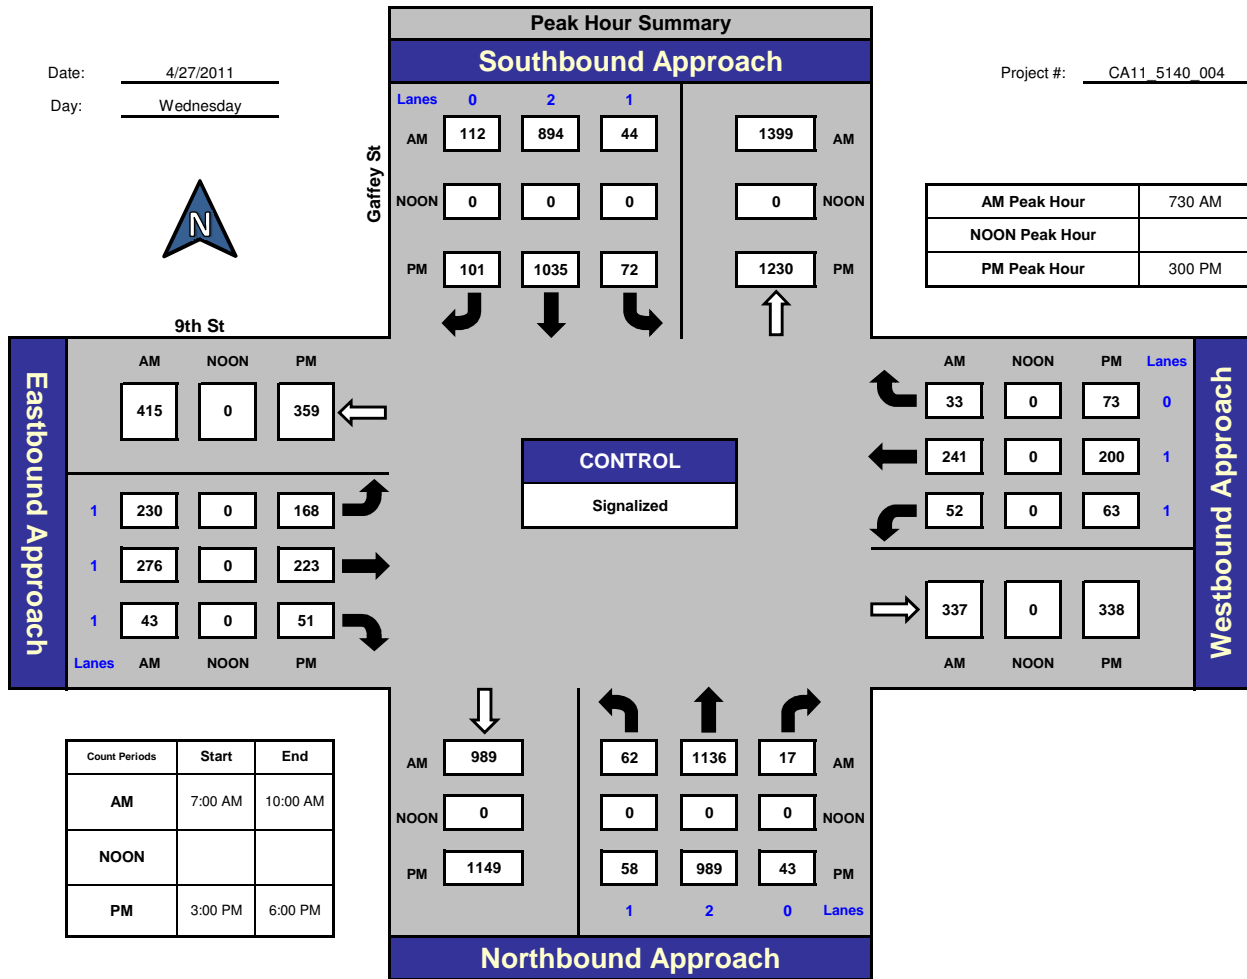 Peak Hour Summary
Southbound Approach
Date: 4/27/2011
Day: Wednesday
Project #: CA11_5140_004
Lanes 0 2 1
AM 112 894 44 1399 AM
NOON 0 0 0 0 NOON
PM 101 1035 72 1230 PM
Gaffey St
N
AM Peak Hour 730 AM
NOON Peak Hour
PM Peak Hour 300 PM
9th St
Eastbound Approach
AM NOON PM
415 0 359
1 230 0 168
1 276 0 223
1 43 0 51
Lanes AM NOON PM
CONTROL
Signalized
AM NOON PM Lanes
33 0 73 0
241 0 200 1
52 0 63 1
337 0 338
AM NOON PM
Westbound Approach
Count Periods Start End
AM 7:00 AM 10:00 AM
NOON
PM 3:00 PM 6:00 PM
AM 989 62 1136 17 AM
NOON 0 0 0 0 NOON
PM 1149 58 989 43 PM
1 2 0 Lanes
Northbound Approach